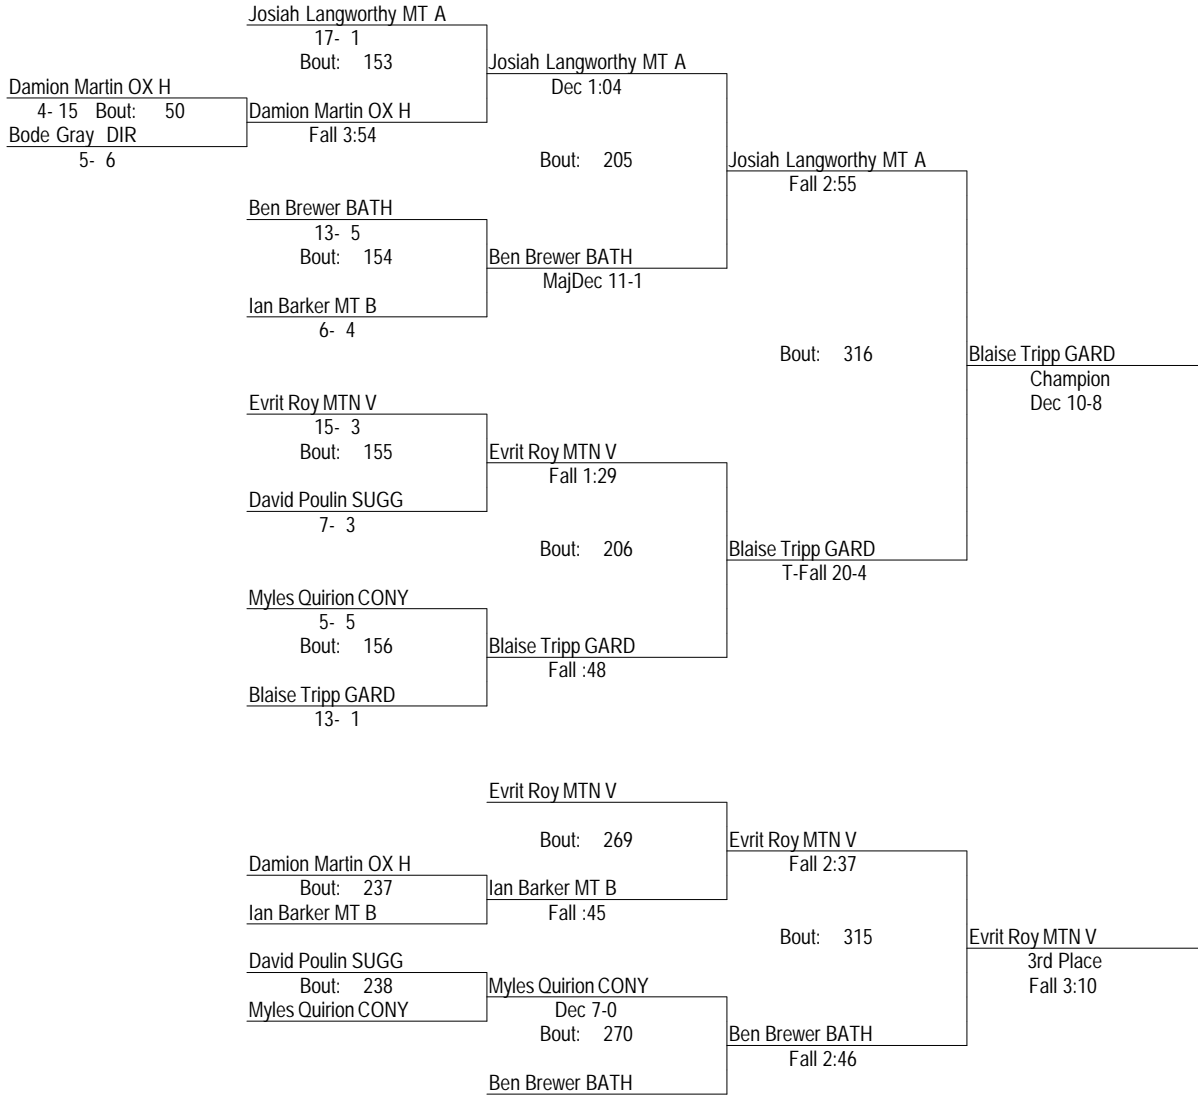 Josiah Langworthy MT A
17- 1
Bout: 153
Josiah Langworthy MT A
Dec 1:04
Damion Martin OX H
4- 15 Bout: 50
Damion Martin OX H
Fall 3:54
Bode Gray DIR
5- 6
Bout: 205
Josiah Langworthy MT A
Fall 2:55
Ben Brewer BATH
13- 5
Bout: 154
Ben Brewer BATH
MajDec 11-1
Ian Barker MT B
6- 4
Bout: 316
Blaise Tripp GARD
Champion
Dec 10-8
Evrit Roy MTN V
15- 3
Bout: 155
Evrit Roy MTN V
Fall 1:29
David Poulin SUGG
7- 3
Bout: 206
Blaise Tripp GARD
T-Fall 20-4
Myles Quirion CONY
5- 5
Bout: 156
Blaise Tripp GARD
Fall :48
Blaise Tripp GARD
13- 1
Evrit Roy MTN V
Bout: 269
Evrit Roy MTN V
Fall 2:37
Damion Martin OX H
Bout: 237
Ian Barker MT B
Ian Barker MT B
Fall :45
Bout: 315
Evrit Roy MTN V
3rd Place
Fall 3:10
David Poulin SUGG
Bout: 238
Myles Quirion CONY
Myles Quirion CONY
Dec 7-0
Bout: 270
Ben Brewer BATH
Fall 2:46
Ben Brewer BATH